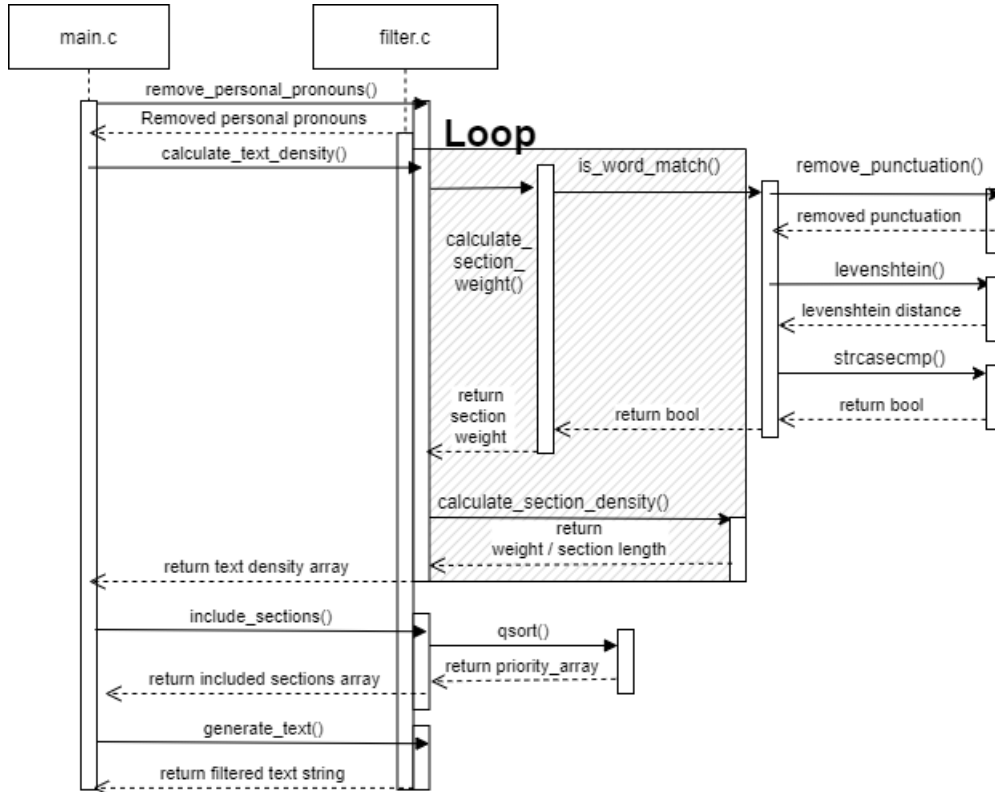 main.c
filter.c
remove_personal_pronouns()
Removed personal pronouns
Loop
calculate_text_density()
is_word_match()
remove_punctuation()
removed punctuation
calculate_
section_
weight()
levenshtein()
levenshtein distance
strcasecmp()
return
section
weight
return bool
return bool
calculate_section_density()
return
weight / section length
return text density array
include_sections()
qsort()
return priority_array
return included sections array
generate_text()
return filtered text string